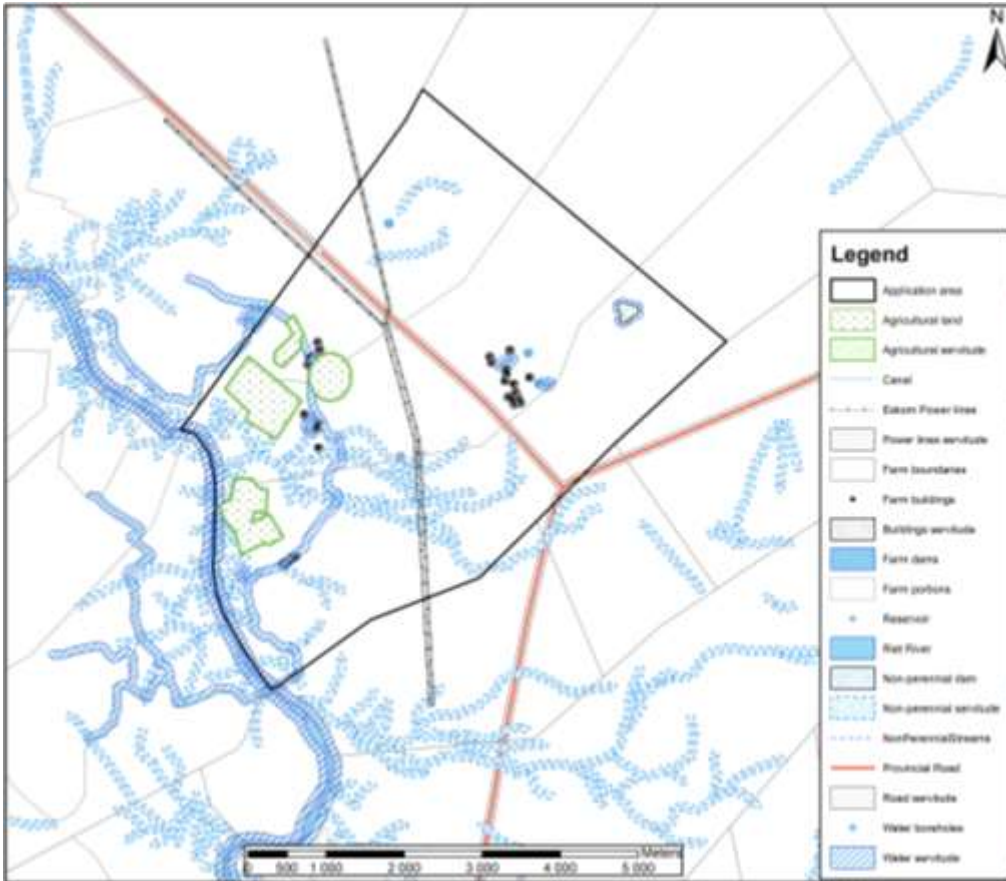 N
Legend
Application area
Agricultural land
Agricultural servitude
Canal
Eskom Power lines
Power lines servitude
Farm boundaries
Farm buildings
Buildings servitude
Farm dams
Farm portions
Reservoir
Riet River
Non-perennial dam
Non-perennial servitude
NonPerennialStreams
Provincial Road
Road servitude
Water boreholes
Water servitude
Meters
0 500 1 000 2 000 3 000 4 000 5 000